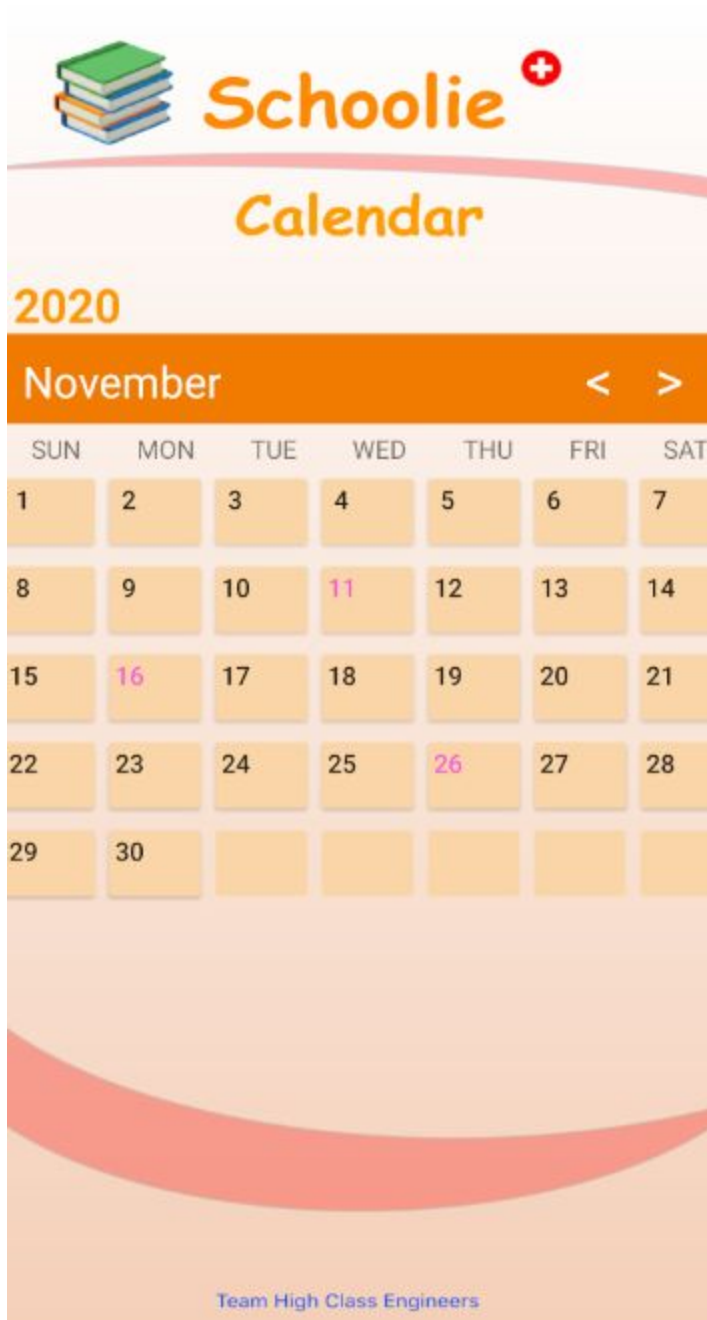 Schoolie
Calendar
2020
November < >
SUN MON TUE WED THU FRI SAT
1 2 3 4 5 6 7
8 9 10 11 12 13 14
15 16 17 18 19 20 21
22 23 24 25 26 27 28
29 30
Team High Class Engineers